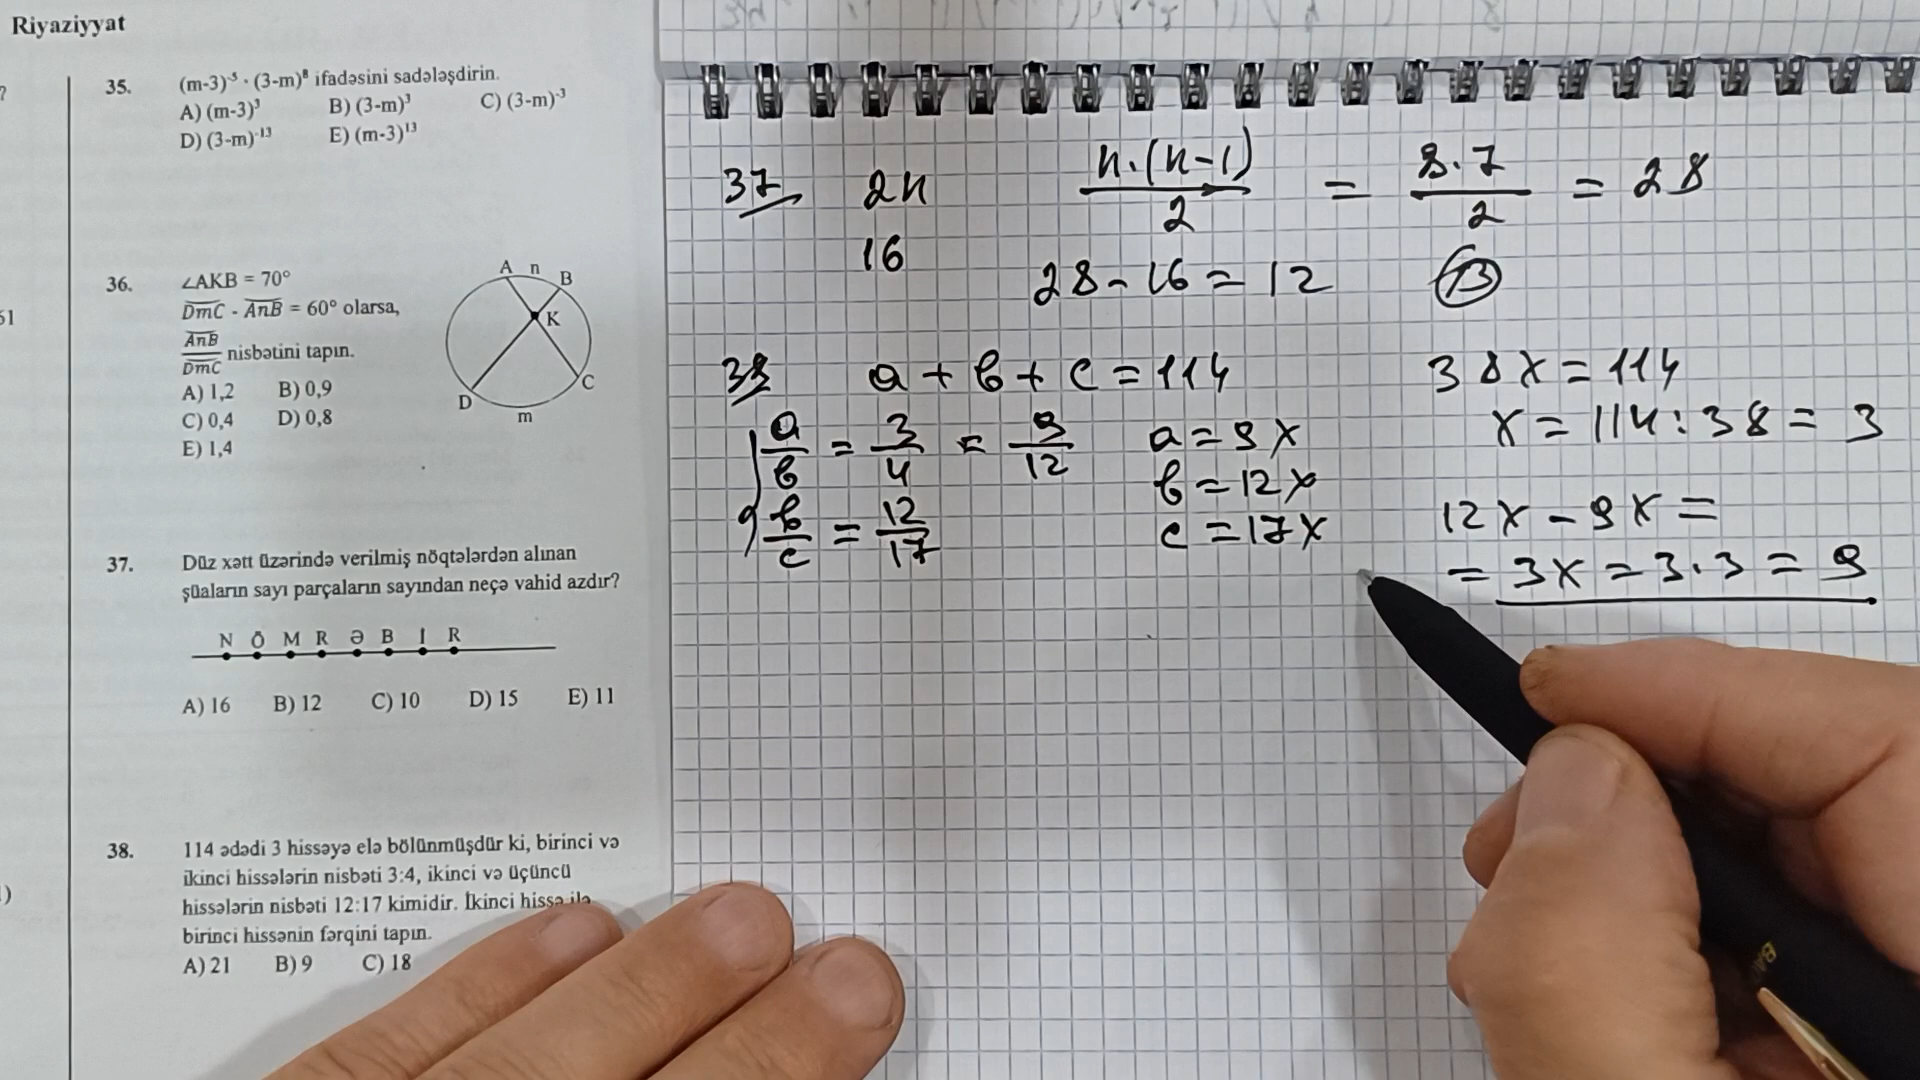 Riyaziyyat
35. (m-3)⁻⁵ · (3-m)⁸ ifadəsini sadələşdirin.
A) (m-3)³ B) (3-m)³ C) (3-m)⁻³
D) (3-m)⁻¹³ E) (m-3)¹³
36. ∠AKB = 70°
DmC - AnB = 60° olarsa,
AnB
DmC
nisbətini tapın.
A) 1,2 B) 0,9
C) 0,4 D) 0,8
E) 1,4
A n B
K
D C
m
37. Düz xətt üzərində verilmiş nöqtələrdən alınan
şüaların sayı parçaların sayından neçə vahid azdır?
N Ö M R Ə B İ R
A) 16 B) 12 C) 10 D) 15 E) 11
38. 114 ədədi 3 hissəyə elə bölünmüşdür ki, birinci və
ikinci hissələrin nisbəti 3:4, ikinci və üçüncü
hissələrin nisbəti 12:17 kimidir. İkinci hissə ilə
birinci hissənin fərqini tapın.
A) 21 B) 9 C) 18
37 2n n·(n-1)/2 = 8·7/2 = 28
16
28-16=12 B
38 a+b+c=114
a/b = 3/4 = 9/12
b/c = 12/17
a=9x
b=12x
c=17x
38x=114
x=114:38=3
12x-9x=
=3x=3·3=9